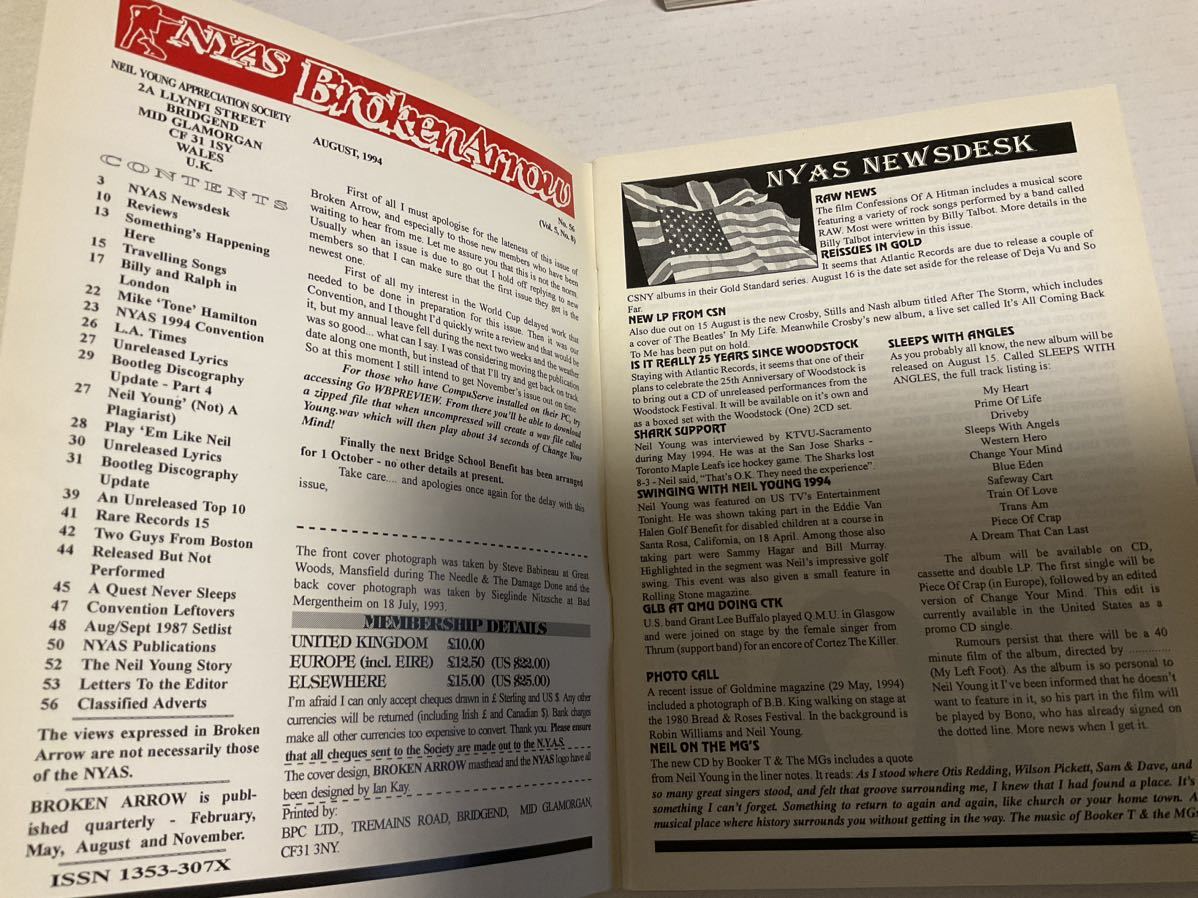 NYAS Broken Arrow
NEIL YOUNG APPRECIATION SOCIETY
2A LLYNFI STREET
BRIDGEND
MID GLAMORGAN
CF 31 1SY
WALES
U.K.
AUGUST, 1994
No. 56
(Vol. 5, No. 8)
CONTENTS
3 NYAS Newsdesk
10 Reviews
13 Something's Happening
Here
15 Travelling Songs
17 Billy and Ralph in
London
22 Mike 'Tone' Hamilton
23 NYAS 1994 Convention
26 L.A. Times
27 Unreleased Lyrics
29 Bootleg Discography
Update - Part 4
27 Neil Young' (Not) A
Plagiarist)
28 Play 'Em Like Neil
30 Unreleased Lyrics
31 Bootleg Discography
Update
39 An Unreleased Top 10
41 Rare Records 15
42 Two Guys From Boston
44 Released But Not
Performed
45 A Quest Never Sleeps
47 Convention Leftovers
48 Aug/Sept 1987 Setlist
50 NYAS Publications
52 The Neil Young Story
53 Letters To the Editor
56 Classified Adverts
The views expressed in Broken
Arrow are not necessarily those
of the NYAS.
BROKEN ARROW is publ-
ished quarterly - February,
May, August and November.
ISSN 1353-307X
First of all I must apologise for the lateness of this issue of
Broken Arrow, and especially to those new members who have been
waiting to hear from me. Let me assure you that this is not the norm.
Usually when an issue is due to go out I hold off replying to new
members so that I can make sure that the first issue they get is the
newest one.
First of all my interest in the World Cup delayed work that
needed to be done in preparation for this issue. Then it was our
Convention, and I thought I'd quickly write a review and that would be
it, but my annual leave fell during the next two weeks and the weather
was so good... what can I say. I was considering moving the publication
date along one month, but instead of that I'll try and get back on track.
So at this moment I still intend to get November's issue out on time.
For those who have CompuServe installed on their PC, try
accessing Go WBPREVIEW. From there you'll be able to download
a zipped file that when uncompressed will create a wav file called
Young.wav which will then play about 34 seconds of Change Your
Mind!
Finally the next Bridge School Benefit has been arranged
for 1 October - no other details at present.
Take care.... and apologies once again for the delay with this
issue,
The front cover photograph was taken by Steve Babineau at Great
Woods, Mansfield during The Needle & The Damage Done and the
back cover photograph was taken by Sieglinde Nitzsche at Bad
Mergentheim on 18 July, 1993.
MEMBERSHIP DETAILS
UNITED KINGDOM £10.00
EUROPE (incl. EIRE) £12.50 (US $22.00)
ELSEWHERE £15.00 (US $25.00)
I'm afraid I can only accept cheques drawn in £ Sterling and US $. Any other
currencies will be returned (including Irish £ and Canadian $). Bank charges
make all other currencies too expensive to convert. Thank you. Please ensure
that all cheques sent to the Society are made out to the N.Y.A.S.
The cover design, BROKEN ARROW masthead and the NYAS logo have all
been designed by Ian Kay.
Printed by:
BPC LTD., TREMAINS ROAD, BRIDGEND, MID GLAMORGAN,
CF31 3NY.
NYAS NEWSDESK
RAW NEWS
The film Confessions Of A Hitman includes a musical score
featuring a variety of rock songs performed by a band called
RAW. Most were written by Billy Talbot. More details in the
Billy Talbot interview in this issue.
REISSUES IN GOLD
It seems that Atlantic Records are due to release a couple of
CSNY albums in their Gold Standard series. August 16 is the date set aside for the release of Deja Vu and So
Far.
NEW LP FROM CSN
Also due out on 15 August is the new Crosby, Stills and Nash album titled After The Storm, which includes
a cover of The Beatles' In My Life. Meanwhile Crosby's new album, a live set called It's All Coming Back
To Me has been put on hold.
IS IT REALLY 25 YEARS SINCE WOODSTOCK
Staying with Atlantic Records, it seems that one of their
plans to celebrate the 25th Anniversary of Woodstock is
to bring out a CD of unreleased performances from the
Woodstock Festival. It will be available on it's own and
as a boxed set with the Woodstock (One) 2CD set.
SHARK SUPPORT
Neil Young was interviewed by KTVU-Sacramento
during May 1994. He was at the San Jose Sharks -
Toronto Maple Leafs ice hockey game. The Sharks lost
8-3 - Neil said, "That's O.K. They need the experience".
SWINGING WITH NEIL YOUNG 1994
Neil Young was featured on US TV's Entertainment
Tonight. He was shown taking part in the Eddie Van
Halen Golf Benefit for disabled children at a course in
Santa Rosa, California, on 18 April. Among those also
taking part were Sammy Hagar and Bill Murray.
Highlighted in the segment was Neil's impressive golf
swing. This event was also given a small feature in
Rolling Stone magazine.
GLB AT QMU DOING CTK
U.S. band Grant Lee Buffalo played Q.M.U. in Glasgow
and were joined on stage by the female singer from
Thrum (support band) for an encore of Cortez The Killer.
PHOTO CALL
A recent issue of Goldmine magazine (29 May, 1994)
included a photograph of B.B. King walking on stage at
the 1980 Bread & Roses Festival. In the background is
Robin Williams and Neil Young.
NEIL ON THE MG'S
The new CD by Booker T & The MGs includes a quote
from Neil Young in the liner notes. It reads: As I stood where Otis Redding, Wilson Pickett, Sam & Dave, and
so many great singers stood, and felt that groove surrounding me, I knew that I had found a place. It's
something I can't forget. Something to return to again and again, like church or your home town. A
musical place where history surrounds you without getting in the way. The music of Booker T & the MGs
SLEEPS WITH ANGLES
As you probably all know, the new album will be
released on August 15. Called SLEEPS WITH
ANGLES, the full track listing is:
My Heart
Prime Of Life
Driveby
Sleeps With Angels
Western Hero
Change Your Mind
Blue Eden
Safeway Cart
Train Of Love
Trans Am
Piece Of Crap
A Dream That Can Last
The album will be available on CD,
cassette and double LP. The first single will be
Piece Of Crap (in Europe), followed by an edited
version of Change Your Mind. This edit is
currently available in the United States as a
promo CD single.
Rumours persist that there will be a 40
minute film of the album, directed by ............
(My Left Foot). As the album is so personal to
Neil Young it I've been informed that he doesn't
want to feature in it, so his part in the film will
be played by Bono, who has already signed on
the dotted line. More news when I get it.